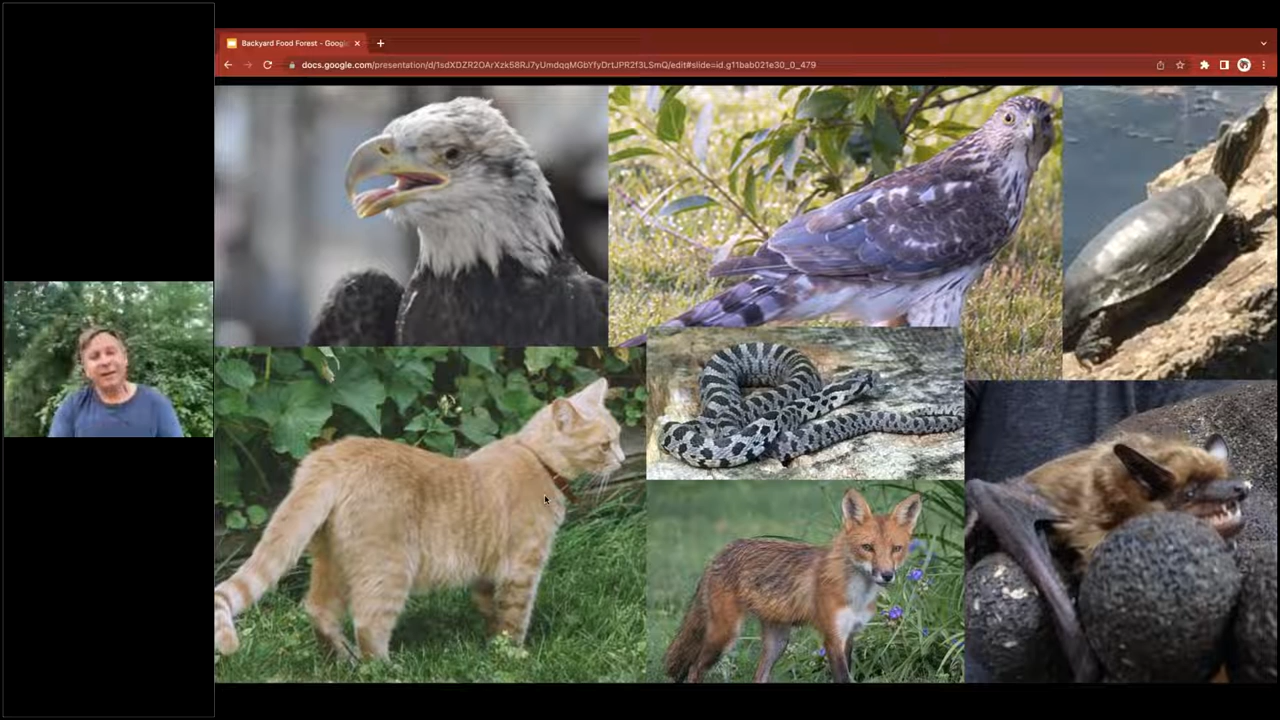 Backyard Food Forest - Googl
docs.google.com/presentation/d/1sdXDZR2OArXzk58RJ7yUmdqqMGbYfyDrtJPR2f3LSmQ/edit#slide=id.g11bab021e30_0_479